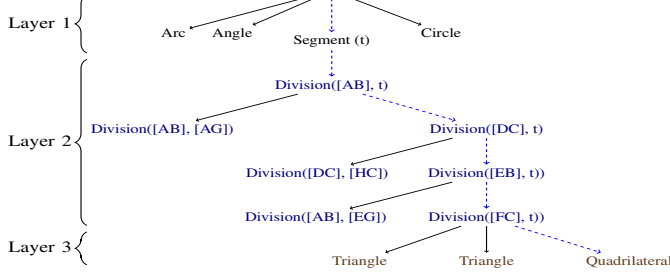 Layer 1
Arc
Angle
Segment (t)
Circle
Layer 2
Division([AB], t)
Division([AB], [AG])
Division([DC], t)
Division([DC], [HC])
Division([EB], t))
Division([AB], [EG])
Division([FC], t))
Layer 3
Triangle
Triangle
Quadrilateral